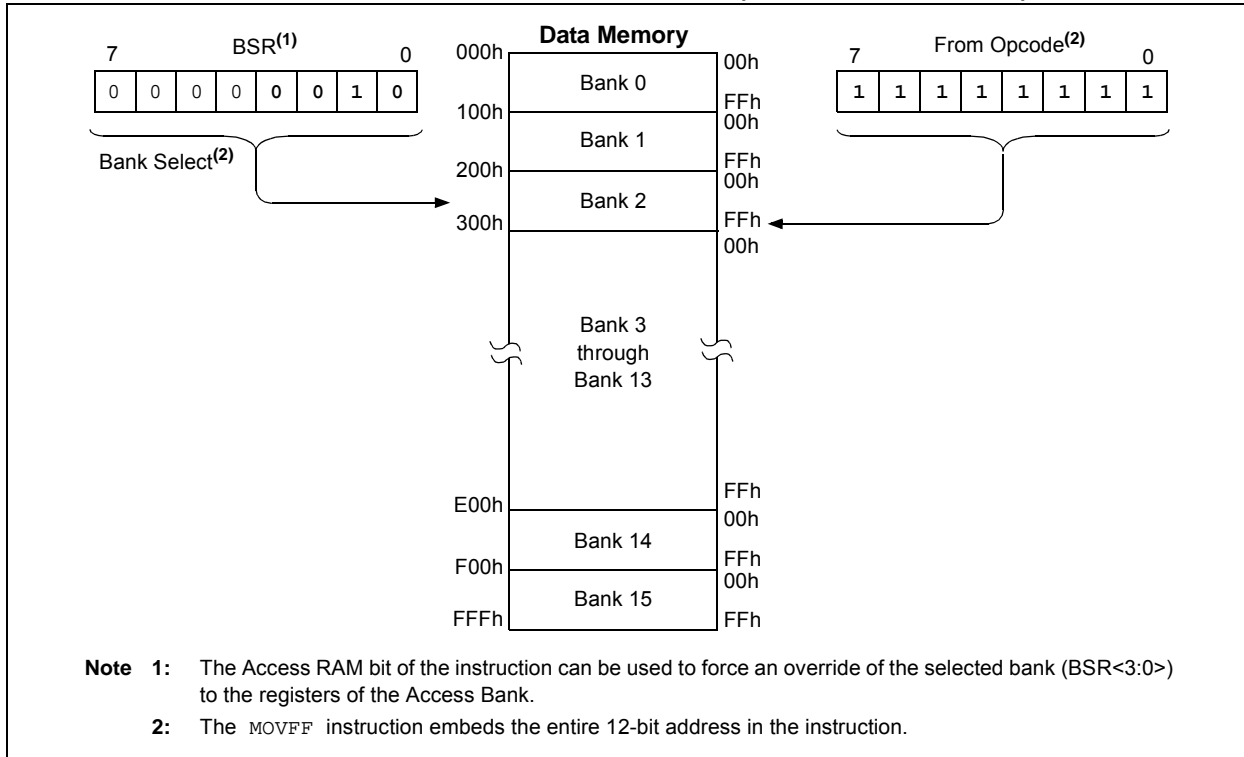 Data Memory
7 BSR(1) 0
0 0 0 0 0 0 1 0
Bank Select(2)
7 From Opcode(2) 0
1 1 1 1 1 1 1 1
000h
Bank 0
00h
FFh
100h
Bank 1
00h
FFh
200h
Bank 2
00h
FFh
300h
00h
Bank 3
through
Bank 13
FFh
E00h
Bank 14
00h
FFh
F00h
Bank 15
00h
FFFh
FFh
Note 1: The Access RAM bit of the instruction can be used to force an override of the selected bank (BSR<3:0>)
to the registers of the Access Bank.
2: The MOVFF instruction embeds the entire 12-bit address in the instruction.